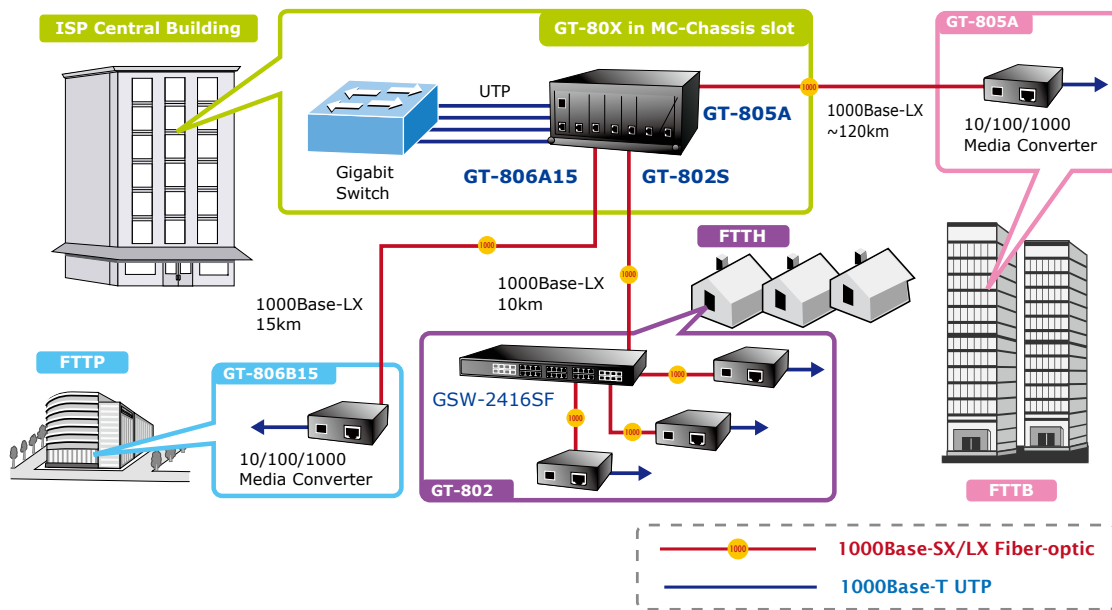 ISP Central Building
GT-80X in MC-Chassis slot
GT-805A
UTP
GT-805A
1000
1000Base-LX
~120km
10/100/1000
Media Converter
Gigabit
Switch
GT-806A15
GT-802S
FTTH
1000
1000
1000Base-LX
15km
1000Base-LX
10km
FTTP
GT-806B15
10/100/1000
Media Converter
GSW-2416SF
1000
1000
1000
GT-802
FTTB
1000
1000Base-SX/LX Fiber-optic
1000Base-T UTP